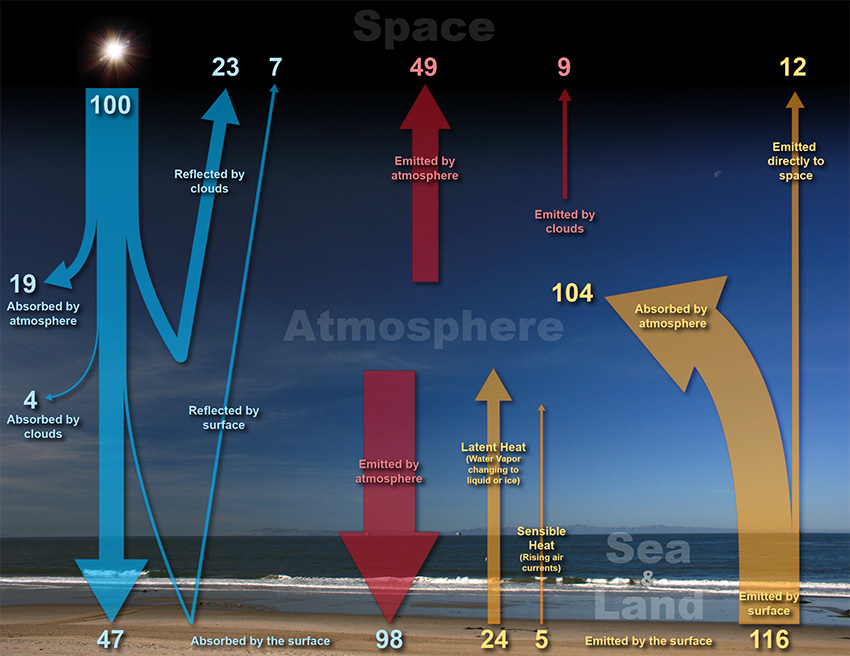 Space
23
7
49
9
12
100
Reflected by
clouds
Emitted by
atmosphere
Emitted by
clouds
Emitted
directly to
space
19
Absorbed by
atmosphere
104
Absorbed by
atmosphere
Atmosphere
4
Absorbed by
clouds
Reflected by
surface
Emitted by
atmosphere
Latent Heat
(Water Vapor
changing to
liquid or ice)
Sensible
Heat
(Rising air
currents)
Sea
&
Land
Emitted by
surface
47
Absorbed by the surface
98
24
5
Emitted by the surface
116